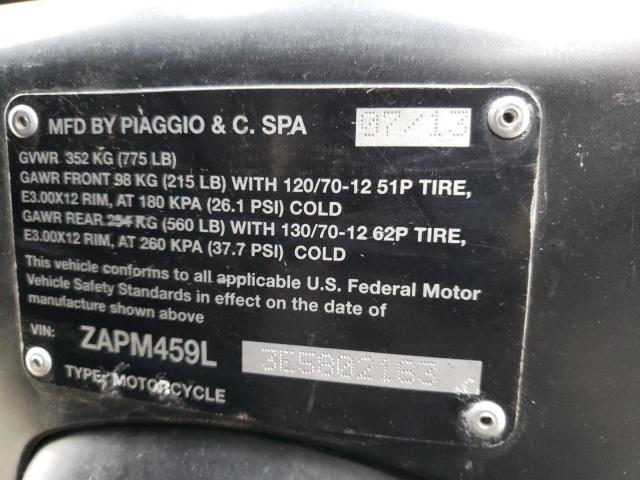 MFD BY PIAGGIO & C. SPA 07/13
GVWR 352 KG (775 LB)
GAWR FRONT 98 KG (215 LB) WITH 120/70-12 51P TIRE,
E3.00X12 RIM, AT 180 KPA (26.1 PSI) COLD
GAWR REAR 254 KG (560 LB) WITH 130/70-12 62P TIRE,
E3.00X12 RIM, AT 260 KPA (37.7 PSI) COLD
This vehicle conforms to all applicable U.S. Federal Motor
Vehicle Safety Standards in effect on the date of
manufacture shown above
VIN: ZAPM459L 3E5802163
TYPE: MOTORCYCLE